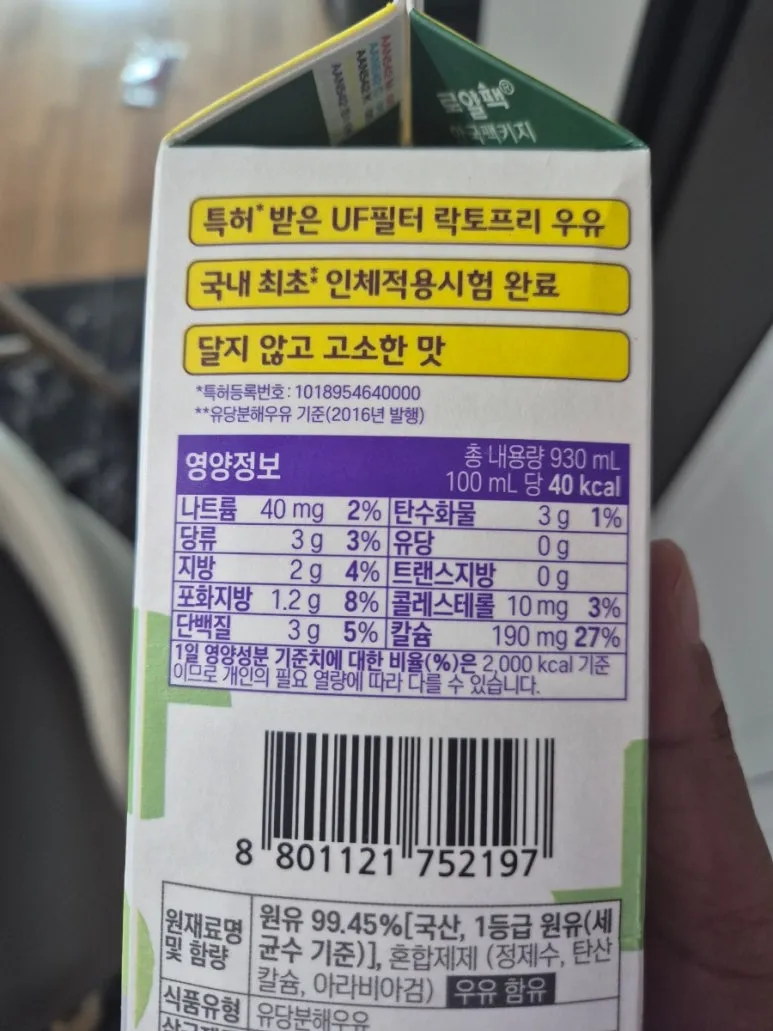 로얄팩®
한국팩키지
특허* 받은 UF필터 락토프리 우유
국내 최초** 인체적용시험 완료
달지 않고 고소한 맛
*특허등록번호 : 1018954640000
**유당분해우유 기준(2016년 발행)
영양정보
총 내용량 930 mL
100 mL 당 40 kcal
나트륨 40 mg 2% 탄수화물 3 g 1%
당류 3 g 3% 유당 0 g
지방 2 g 4% 트랜스지방 0 g
포화지방 1.2 g 8% 콜레스테롤 10 mg 3%
단백질 3 g 5% 칼슘 190 mg 27%
1일 영양성분 기준치에 대한 비율(%)은 2,000 kcal 기준
이므로 개인의 필요 열량에 따라 다를 수 있습니다.
8 801121 752197
원재료명 및 함량
원유 99.45%[국산, 1등급 원유(세
균수 기준)], 혼합제제 (정제수, 탄산
칼슘, 아라비아검) 우유 함유
식품유형 유당분해우유